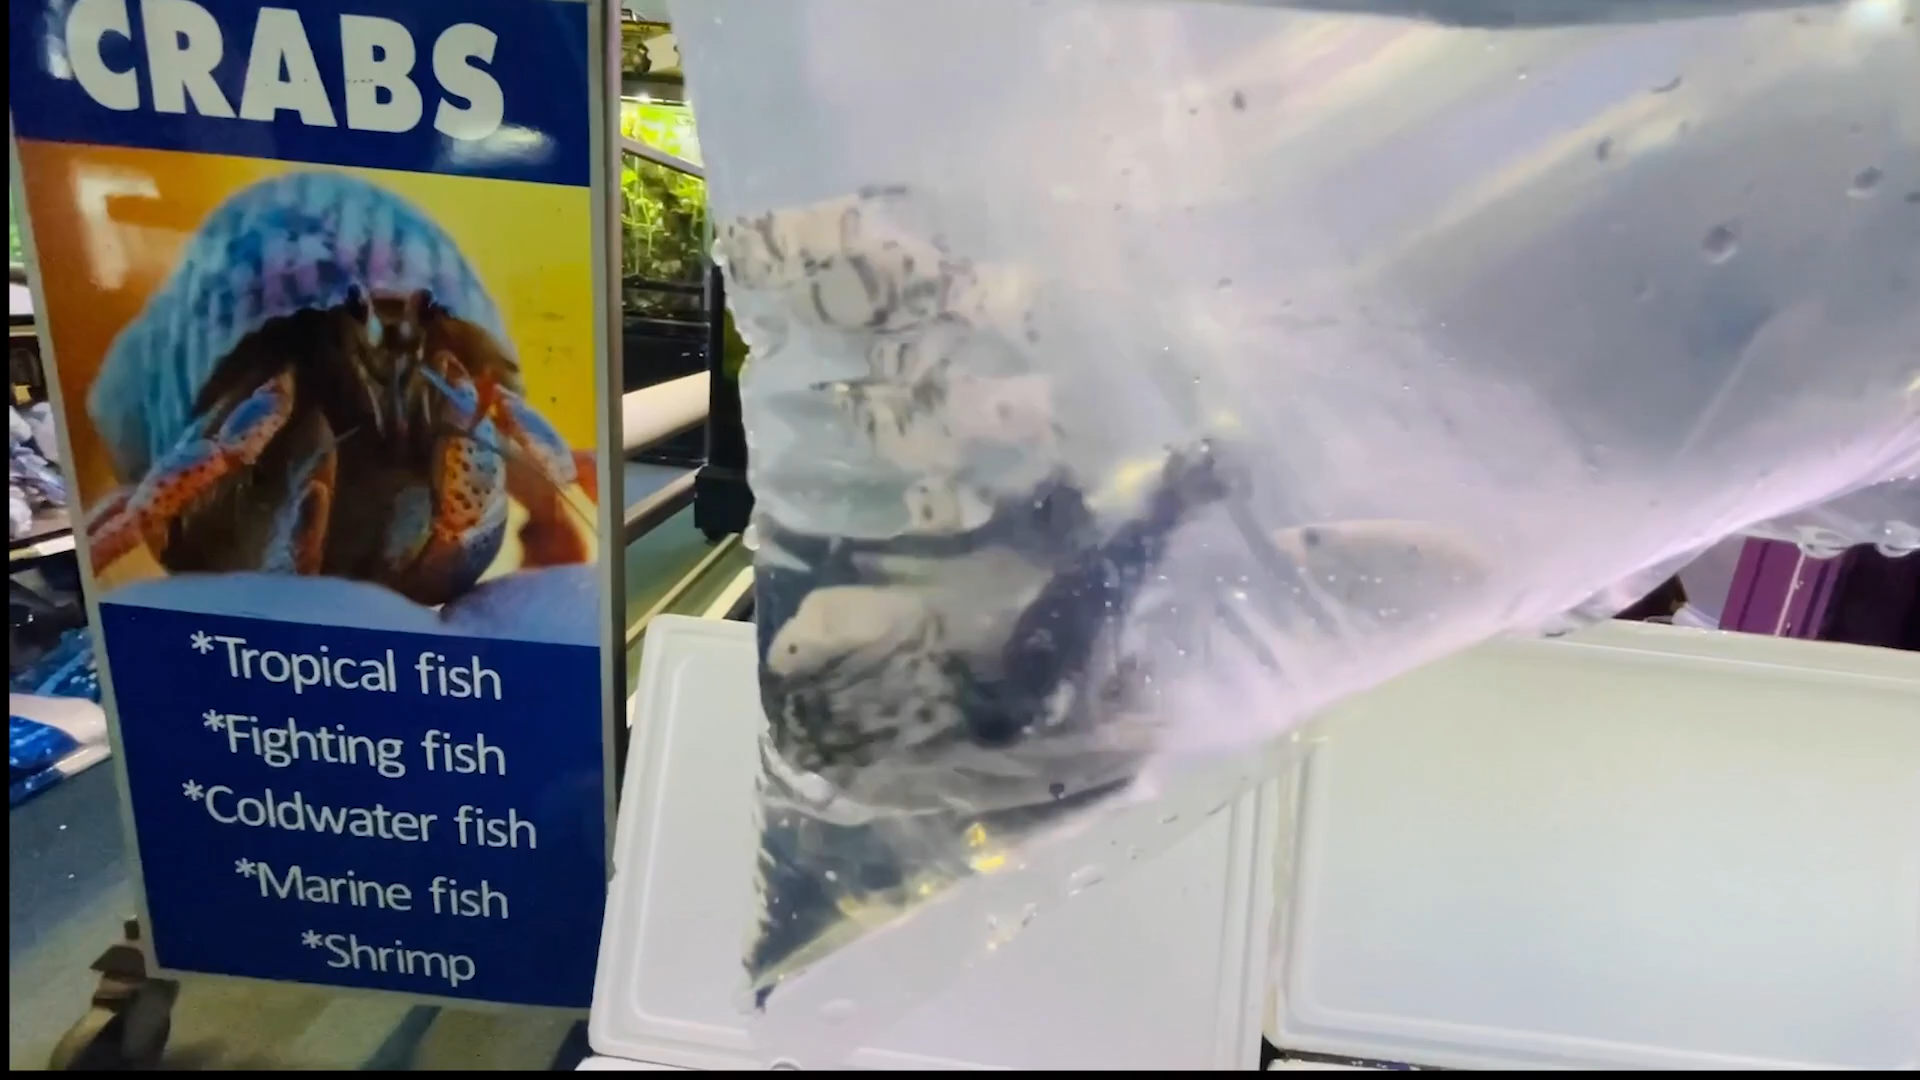 CRABS
*Tropical fish
*Fighting fish
*Coldwater fish
*Marine fish
*Shrimp